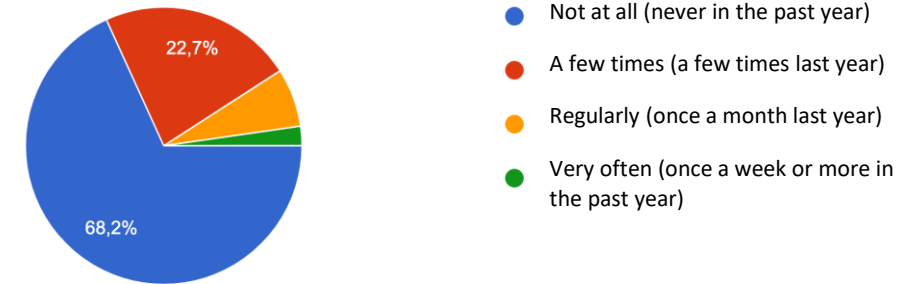 Not at all (never in the past year)
22,7%
A few times (a few times last year)
Regularly (once a month last year)
Very often (once a week or more in
the past year)
68,2%